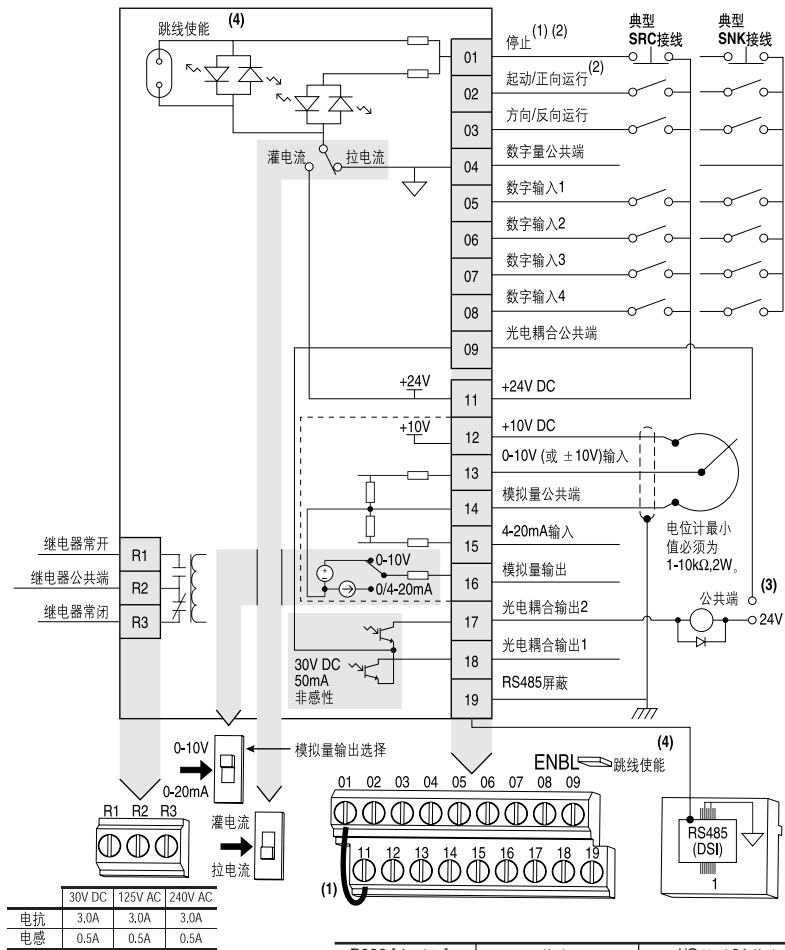 跳线使能 (4)
典型
SRC接线
典型
SNK接线
01 停止 (1) (2)
02 起动/正向运行 (2)
03 方向/反向运行
灌电流 拉电流
04 数字量公共端
05 数字输入1
06 数字输入2
07 数字输入3
08 数字输入4
09 光电耦合公共端
+24V 11 +24V DC
+10V 12 +10V DC
13 0-10V (或 ±10V)输入
14 模拟量公共端
15 4-20mA输入
电位计最小
值必须为
1-10kΩ,2W。
继电器常开 R1
继电器公共端 R2
继电器常闭 R3
0-10V
0/4-20mA
16 模拟量输出
17 光电耦合输出2
公共端 (3)
24V
18 光电耦合输出1
30V DC
50mA
非感性
19 RS485屏蔽
0-10V
0-20mA
模拟量输出选择
ENBL 跳线使能 (4)
01 02 03 04 05 06 07 08 09
11 12 13 14 15 16 17 18 19
(1)
R1 R2 R3
灌电流
拉电流
RS485
(DSI)
1
30V DC 125V AC 240V AC
电抗 3.0A 3.0A 3.0A
电感 0.5A 0.5A 0.5A